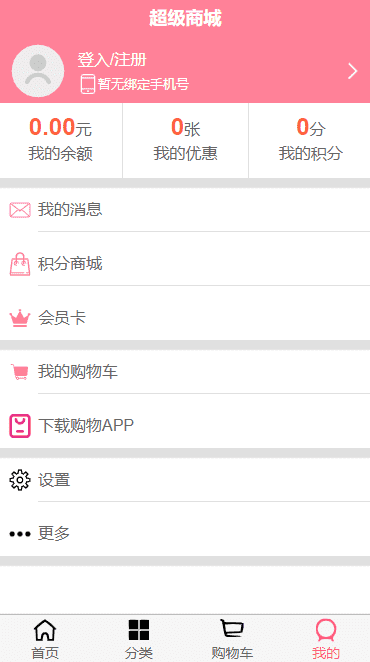 超级商城
登入/注册
暂无绑定手机号
0.00元 0张 0分
我的余额 我的优惠 我的积分
我的消息
积分商城
会员卡
我的购物车
下载购物APP
设置
更多
首页 分类 购物车 我的